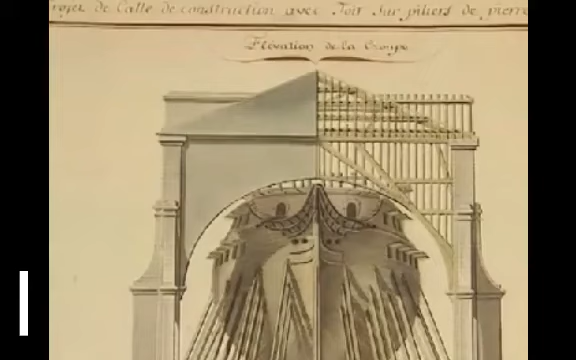 rojet de Calle de construction avec Toit sur piliers de pierre
Élévation de la Croupe